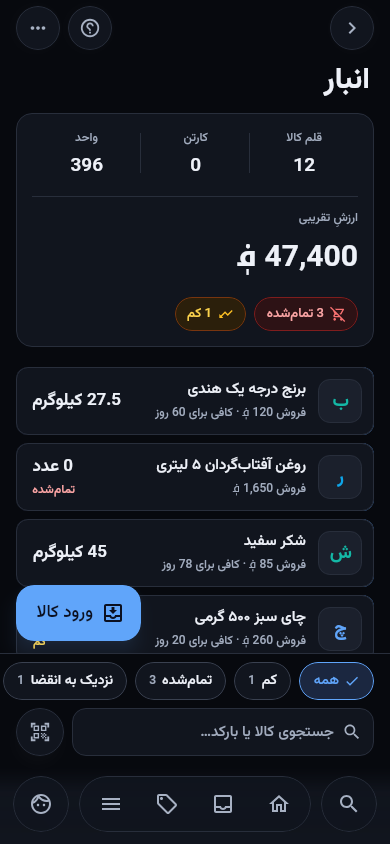 انبار
قلم کالا
12
کارتن
0
واحد
396
ارزش تقریبی
47,400 ؋
3 تمام‌شده
1 کم
ب
برنج درجه یک هندی
فروش 120 ؋ · کافی برای 60 روز
27.5 کیلوگرم
ر
روغن آفتاب‌گردان ۵ لیتری
فروش 1,650 ؋
0 عدد
تمام‌شده
ش
شکر سفید
فروش 85 ؋ · کافی برای 78 روز
45 کیلوگرم
چ
چای سبز ۵۰۰ گرمی
فروش 260 ؋ · کافی برای 20 روز
کم
ورود کالا
همه
کم 1
تمام‌شده 3
نزدیک به انقضا 1
جستجوی کالا یا بارکد…